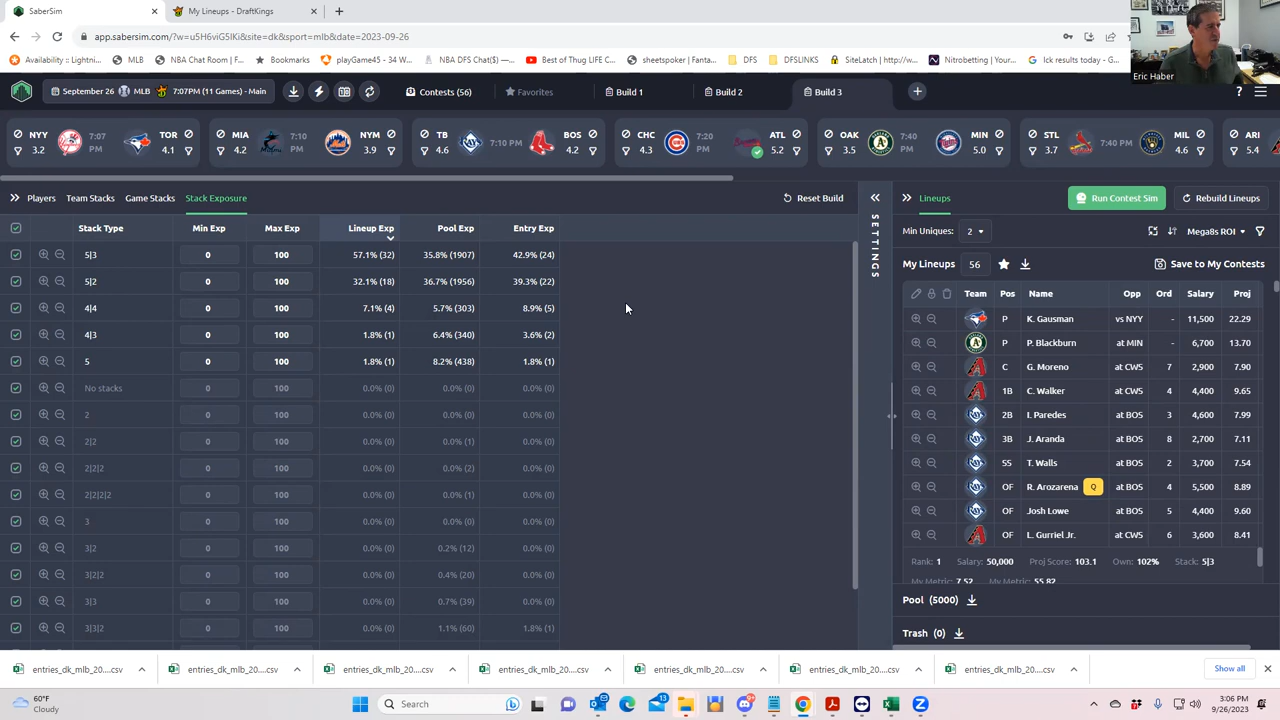 SaberSim
My Lineups - DraftKings
app.sabersim.com/?w=u5H6viG5IKi&site=dk&sport=mlb&date=2023-09-26
Availability : Lightni... MLB NBA Chat Room | F... Bookmarks playGame45 - 34 W... NBA DFS Chat($) —... Best of Thug LIFE C... sheetspoker | Fanta... DFS DFSLINKS SiteLatch | ——W... Nitrobetting | You... Ick results today - G...
Eric Haber
September 26 MLB 7:07PM (11 Games) - Main Contests (56) Favorites Build 1 Build 2 Build 3 + ?
NYY 3.2 7:07 PM TOR 4.1
MIA 4.2 7:10 PM NYM 3.9
TB 4.6 7:10 PM BOS 4.2
CHC 4.3 7:20 PM ATL 5.2
OAK 3.5 7:40 PM MIN 5.0
STL 3.7 7:40 PM MIL 4.6
ARI 5.4
Players Team Stacks Game Stacks Stack Exposure Reset Build
SETTINGS
Stack Type Min Exp Max Exp Lineup Exp Pool Exp Entry Exp
5|3 0 100 57.1% (32) 35.8% (1907) 42.9% (24)
5|2 0 100 32.1% (18) 36.7% (1956) 39.3% (22)
4|4 0 100 7.1% (4) 5.7% (303) 8.9% (5)
4|3 0 100 1.8% (1) 6.4% (340) 3.6% (2)
5 0 100 1.8% (1) 8.2% (438) 1.8% (1)
No stacks 0 100 0.0% (0) 0.0% (0) 0.0% (0)
2 0 100 0.0% (0) 0.0% (0) 0.0% (0)
2|2 0 100 0.0% (0) 0.0% (1) 0.0% (0)
2|2|2 0 100 0.0% (0) 0.0% (2) 0.0% (0)
2|2|2|2 0 100 0.0% (0) 0.0% (1) 0.0% (0)
3 0 100 0.0% (0) 0.0% (0) 0.0% (0)
3|2 0 100 0.0% (0) 0.2% (12) 0.0% (0)
3|2|2 0 100 0.0% (0) 0.4% (20) 0.0% (0)
3|3 0 100 0.0% (0) 0.7% (39) 0.0% (0)
3|3|2 0 100 0.0% (0) 1.1% (60) 1.8% (1)
Lineups Run Contest Sim Rebuild Lineups
Min Uniques: 2 Mega8s ROI
My Lineups 56 Save to My Contests
Team Pos Name Opp Ord Salary Proj
P K. Gausman vs NYY - 11,500 22.29
P P. Blackburn at MIN - 6,700 13.70
C G. Moreno at CWS 7 2,900 7.90
1B C. Walker at CWS 4 4,400 9.65
2B I. Paredes at BOS 3 4,600 7.99
3B J. Aranda at BOS 8 2,700 7.11
SS T. Walls at BOS 2 3,700 7.54
OF R. Arozarena Q at BOS 4 5,500 8.89
OF Josh Lowe at BOS 5 4,400 9.60
OF L. Gurriel Jr. at CWS 6 3,600 8.41
Rank: 1 Salary: 50,000 Proj Score: 103.1 Own: 102% Stack: 5|3
My Metric: 7.52 My Metric: 55.82
Pool (5000)
Trash (0)
entries_dk_mlb_20....csv entries_dk_mlb_20....csv entries_dk_mlb_20....csv entries_dk_mlb_20....csv entries_dk_mlb_20....csv entries_dk_mlb_20....csv entries_dk_mlb_20....csv Show all
60°F
Cloudy
Search
13
3:06 PM
9/26/2023